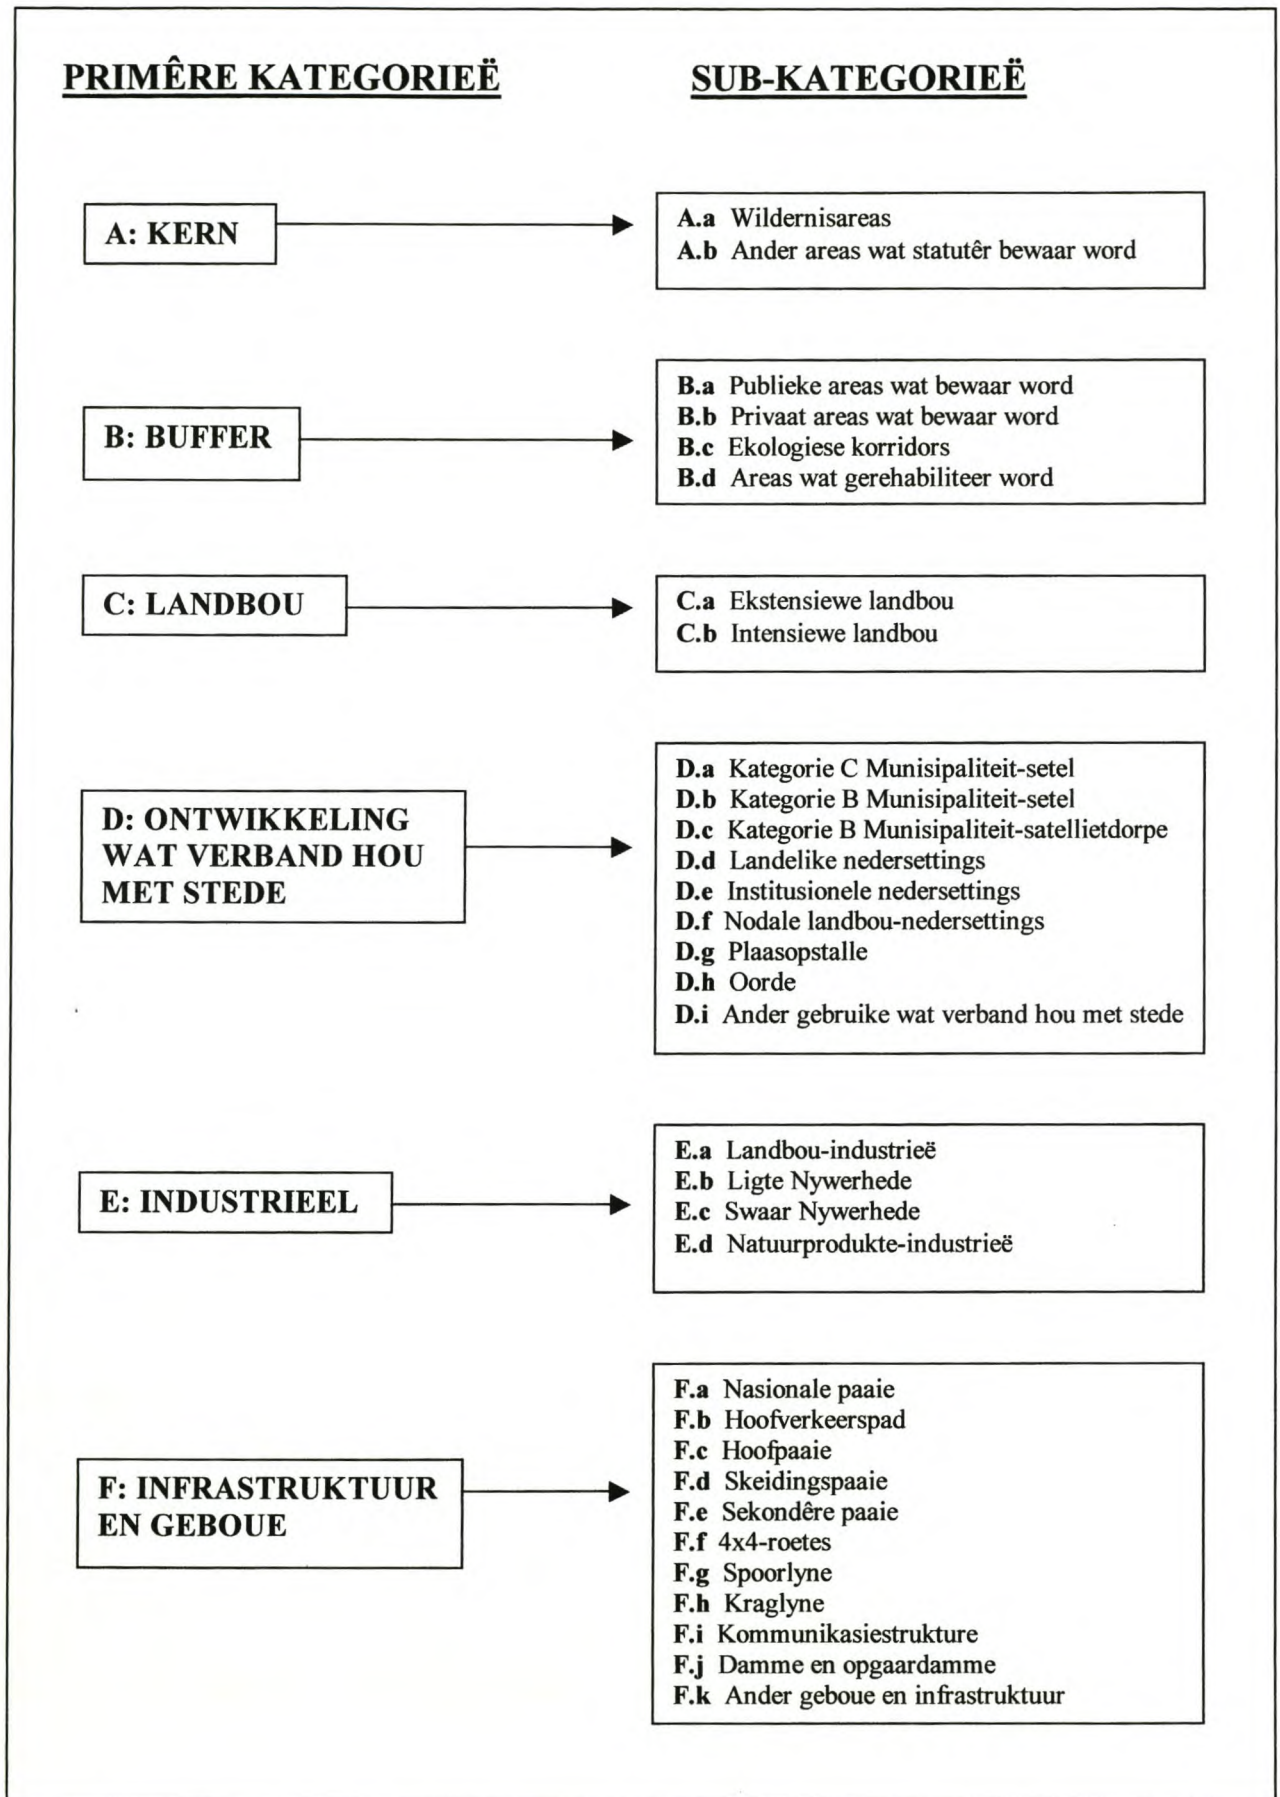 PRIMÊRE KATEGORIEË
SUB-KATEGORIEË
A: KERN
A.a Wildernisareas
A.b Ander areas wat statutêr bewaar word
B: BUFFER
B.a Publieke areas wat bewaar word
B.b Privaat areas wat bewaar word
B.c Ekologiese korridors
B.d Areas wat gerehabiliteer word
C: LANDBOU
C.a Ekstensiewe landbou
C.b Intensiewe landbou
D: ONTWIKKELING
WAT VERBAND HOU
MET STEDE
D.a Kategorie C Munisipaliteit-setel
D.b Kategorie B Munisipaliteit-setel
D.c Kategorie B Munisipaliteit-satellietdorpe
D.d Landelike nedersettings
D.e Institusionele nedersettings
D.f Nodale landbou-nedersettings
D.g Plaasopstalle
D.h Oorde
D.i Ander gebruike wat verband hou met stede
E: INDUSTRIEEL
E.a Landbou-industrieë
E.b Ligte Nywerhede
E.c Swaar Nywerhede
E.d Natuurprodukte-industrieë
F: INFRASTRUKTUUR
EN GEBOUE
F.a Nasionale paaie
F.b Hoofverkeerspad
F.c Hoofpaaie
F.d Skeidingspaaie
F.e Sekondêre paaie
F.f 4x4-roetes
F.g Spoorlyne
F.h Kraglyne
F.i Kommunikasiestrukture
F.j Damme en opgaardamme
F.k Ander geboue en infrastruktuur